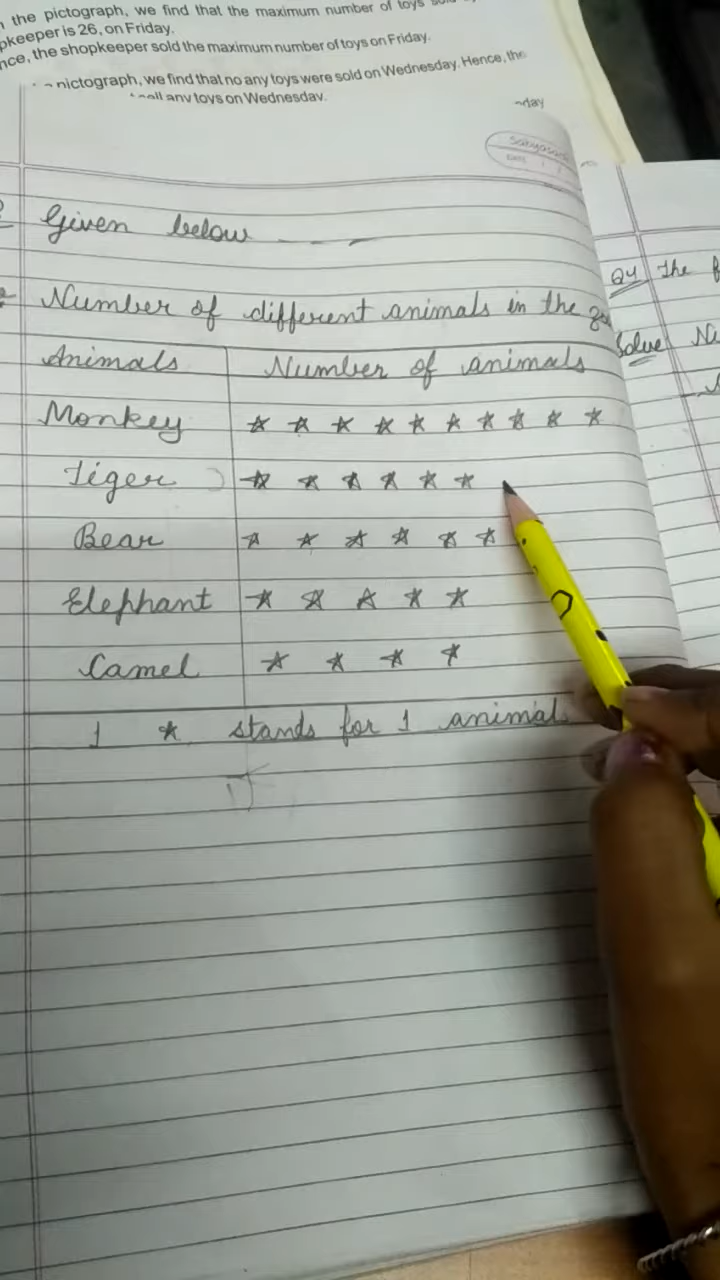 the pictograph, we find that the maximum number of toys
pkeeper is 26, on Friday.
nce, the shopkeeper sold the maximum number of toys on Friday.
pictograph, we find that no any toys were sold on Wednesday. Hence, the
any toys on Wednesday.
Given below
Number of different animals in the
Animals Number of animals
Monkey ☆ ☆ ☆ ☆ ☆ ☆ ☆ ☆ ☆ ☆
Tiger ☆ ☆ ☆ ☆ ☆ ☆
Bear ☆ ☆ ☆ ☆ ☆ ☆
Elephant ☆ ☆ ☆ ☆ ☆
Camel ☆ ☆ ☆ ☆
1 ☆ stands for 1 animal
Q4 the
Solve